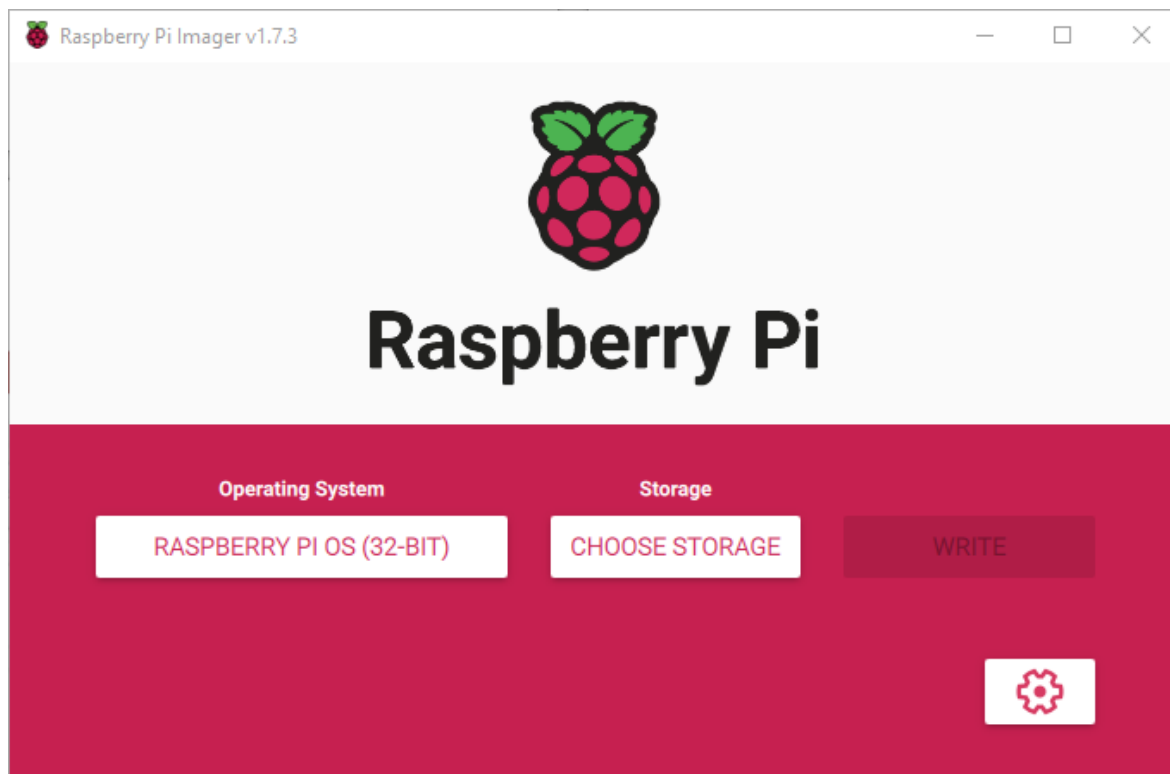 Raspberry Pi Imager v1.7.3
Raspberry Pi
Operating System
Storage
RASPBERRY PI OS (32-BIT)
CHOOSE STORAGE
WRITE